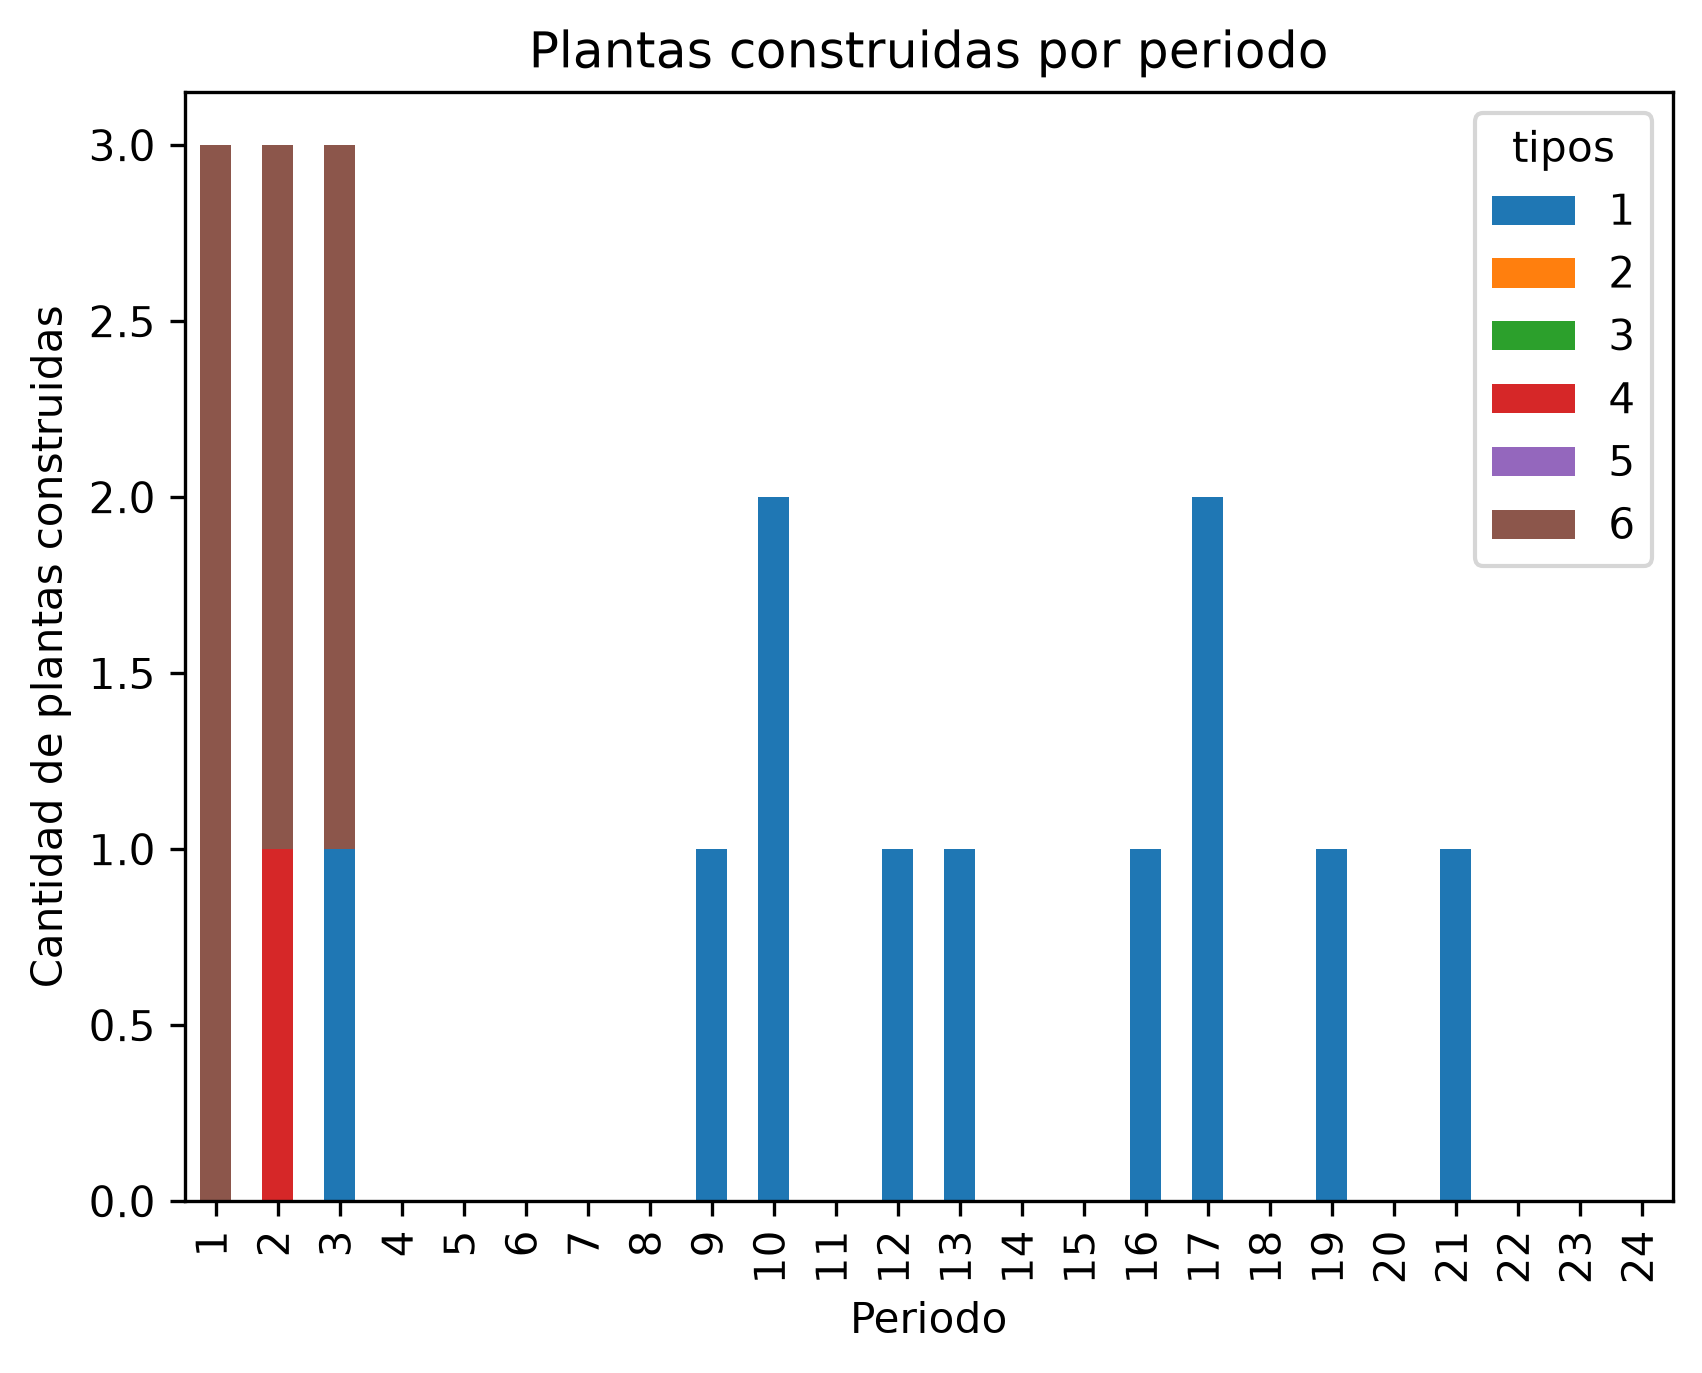 Plantas construidas por periodo
tipos
1
2
3
4
5
6
Cantidad de plantas construidas
3.0
2.5
2.0
1.5
1.0
0.5
0.0
1 2 3 4 5 6 7 8 9 10 11 12 13 14 15 16 17 18 19 20 21 22 23 24
Periodo